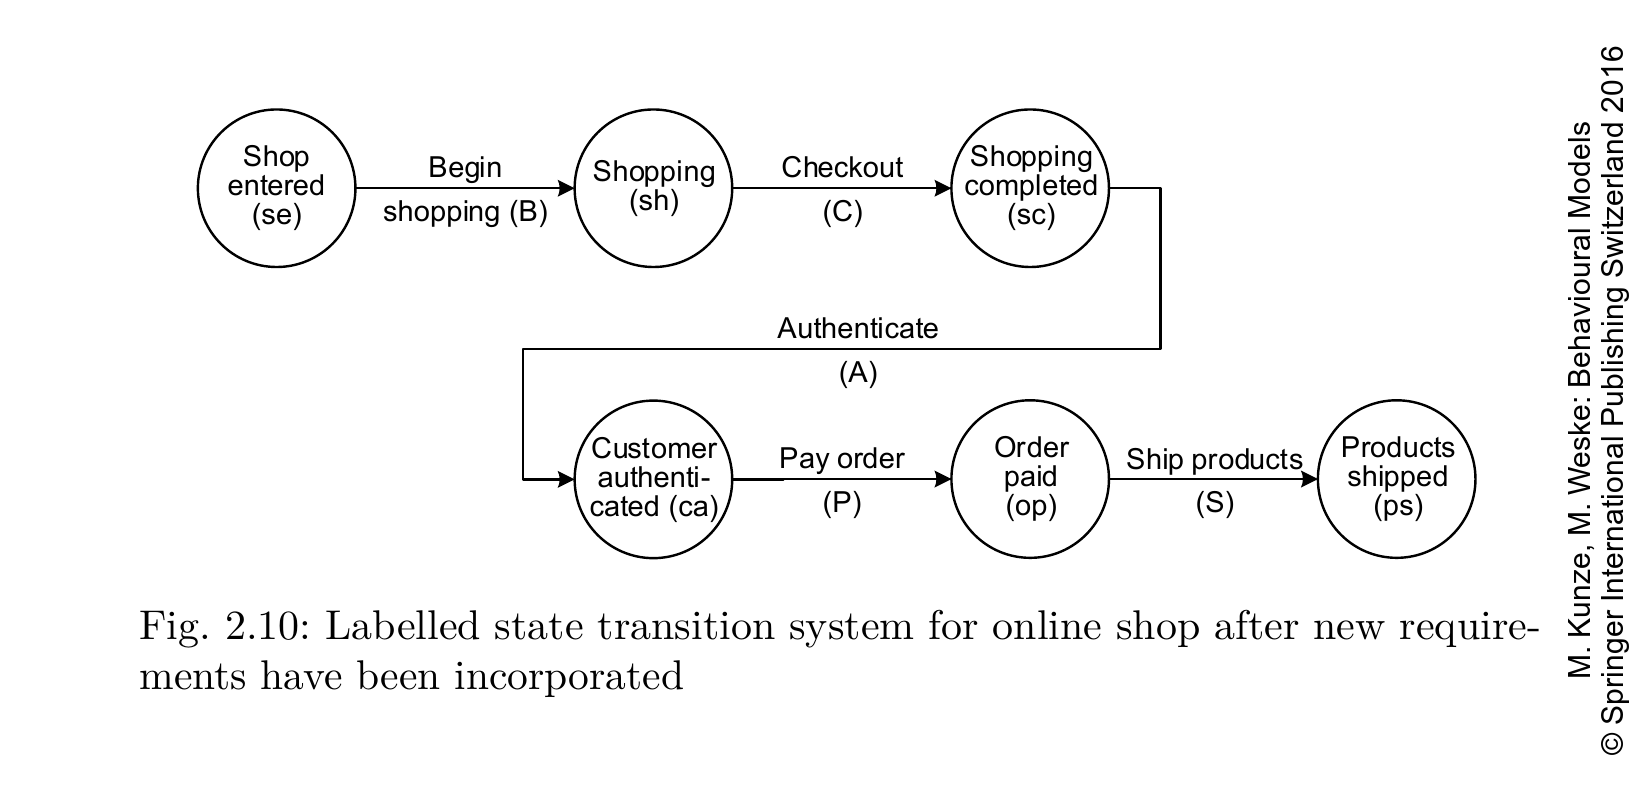 Shop
entered
(se)
Begin
shopping (B)
Shopping
(sh)
Checkout
(C)
Shopping
completed
(sc)
Authenticate
(A)
Customer
authenti-
cated (ca)
Pay order
(P)
Order
paid
(op)
Ship products
(S)
Products
shipped
(ps)
Fig. 2.10: Labelled state transition system for online shop after new require-
ments have been incorporated
M. Kunze, M. Weske: Behavioural Models
© Springer International Publishing Switzerland 2016